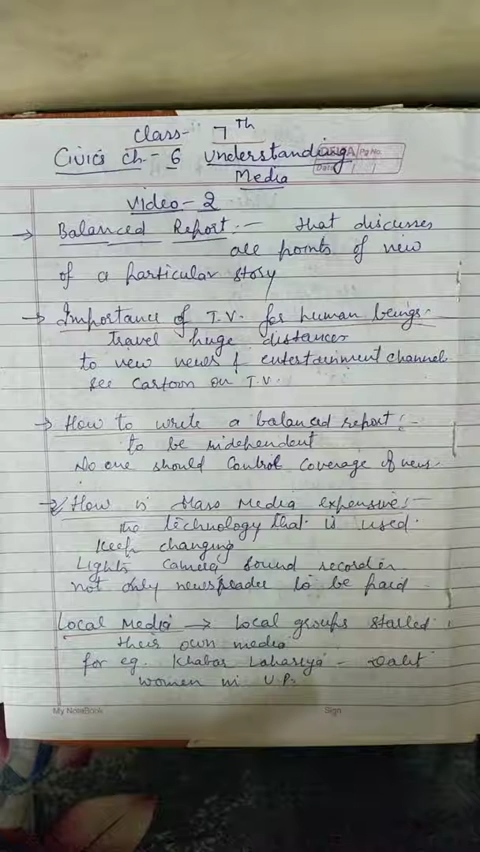 Class- 7th
Civics Ch- 6 Understanding
Media
Video - 2
→ Balanced Report:- that discusses
all points of view
of a particular story
→ Importance of T.V. for human beings:-
travel huge distances
to view news & entertainment channel
see Cartoon on T.V.
→ How to write a balanced report:-
to be independent
No one should control coverage of news.
→ How is Mass Media expensive:-
the technology that is used.
Keep changing
Lights Camera Sound recorder
not only newsreader to be paid
Local Media → Local groups started
their own media
for eg. Khabar Lahariya - Dalit
women in U.P.
My NoteBook Sign